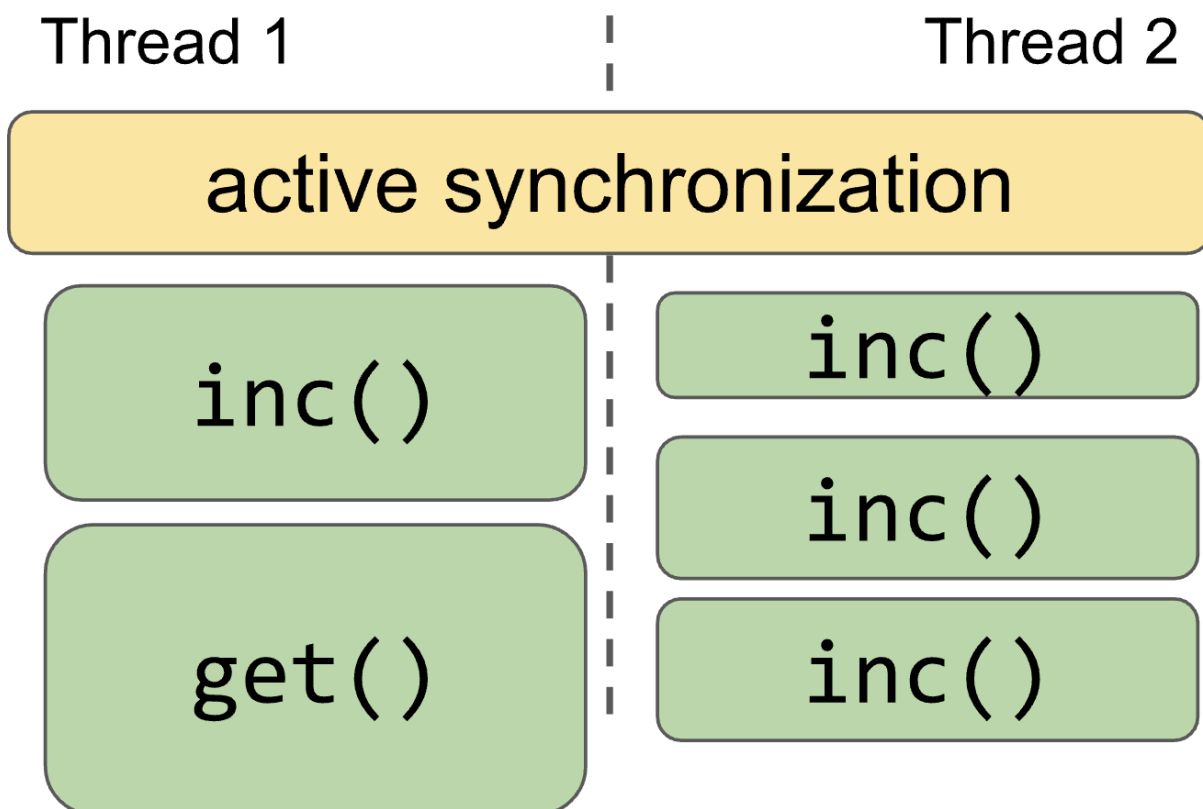 Thread 1
Thread 2
active synchronization
inc()
get()
inc()
inc()
inc()